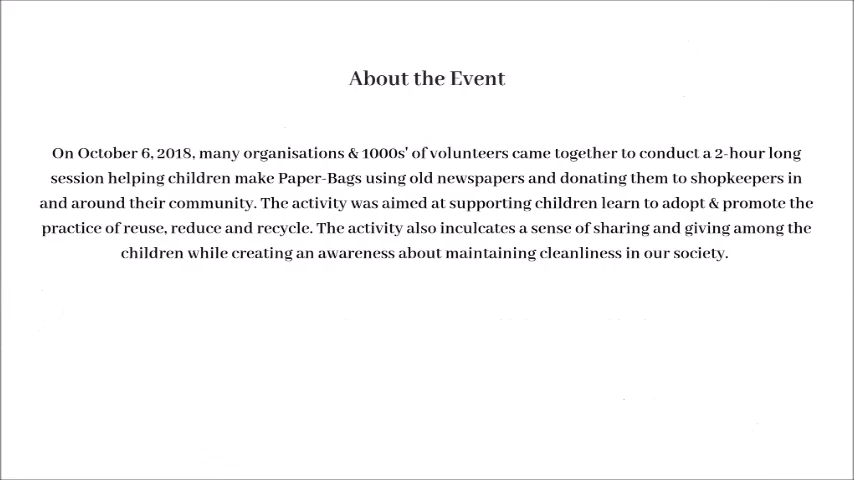 About the Event
On October 6, 2018, many organisations & 1000s' of volunteers came together to conduct a 2-hour long
session helping children make Paper-Bags using old newspapers and donating them to shopkeepers in
and around their community. The activity was aimed at supporting children learn to adopt & promote the
practice of reuse, reduce and recycle. The activity also inculcates a sense of sharing and giving among the
children while creating an awareness about maintaining cleanliness in our society.